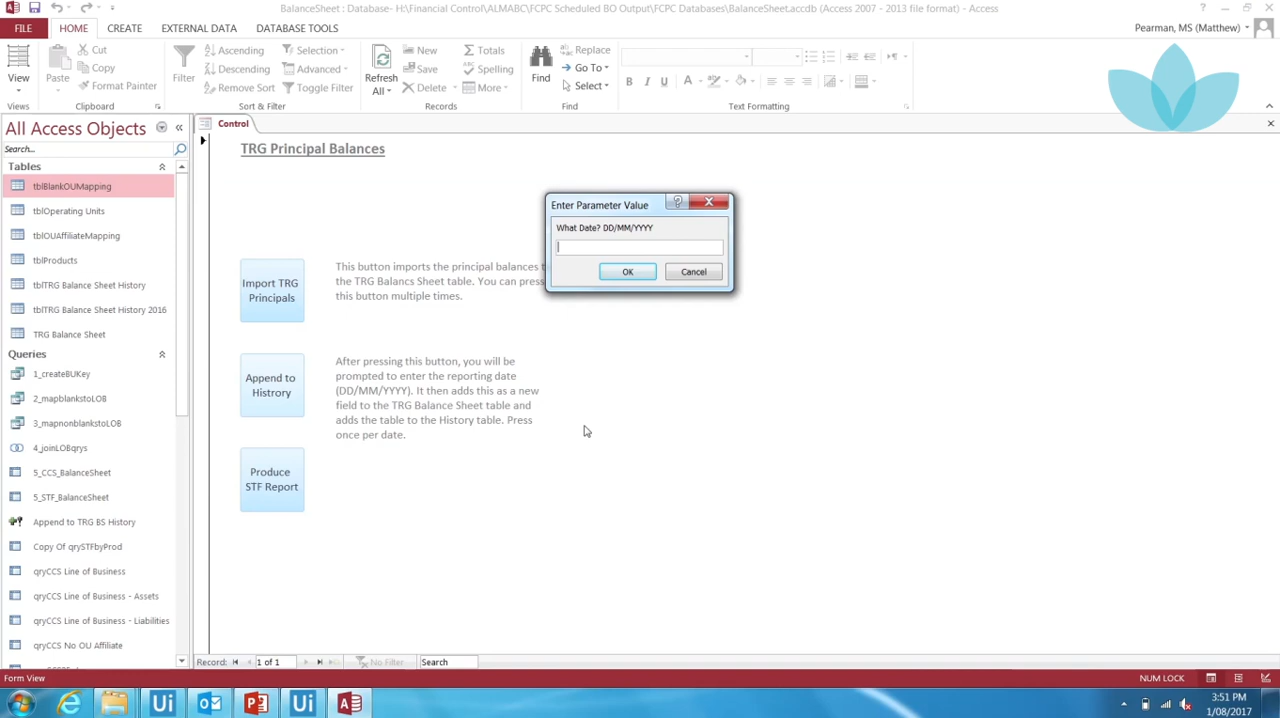 BalanceSheet : Database- H:\Financial Control\ALMABC\FCPC Scheduled BO Output\FCPC Databases\BalanceSheet.accdb (Access 2007 - 2013 file format) - Access
FILE HOME CREATE EXTERNAL DATA DATABASE TOOLS
Pearman, MS (Matthew)
View
Views
Paste
Cut
Copy
Format Painter
Clipboard
Filter
Ascending
Descending
Remove Sort
Selection
Advanced
Toggle Filter
Sort & Filter
Refresh
All
New
Save
Delete
Totals
Spelling
More
Records
Find
Replace
Go To
Select
Find
B I U A
Text Formatting
All Access Objects
Search...
Tables
tblBlankOUMapping
tblOperating Units
tblOUAffiliateMapping
tblProducts
tblTRG Balance Sheet History
tblTRG Balance Sheet History 2016
TRG Balance Sheet
Queries
1_createBUKey
2_mapblankstoLOB
3_mapnonblankstoLOB
4_joinLOBqrys
5_CCS_BalanceSheet
5_STF_BalanceSheet
Append to TRG BS History
Copy Of qrySTFbyProd
qryCCS Line of Business
qryCCS Line of Business - Assets
qryCCS Line of Business - Liabilities
qryCCS No OU Affiliate
Control
TRG Principal Balances
Import TRG
Principals
This button imports the principal balances t
the TRG Balancs Sheet table. You can press
this button multiple times.
Append to
Histrory
After pressing this button, you will be
prompted to enter the reporting date
(DD/MM/YYYY). It then adds this as a new
field to the TRG Balance Sheet table and
adds the table to the History table. Press
once per date.
Produce
STF Report
Enter Parameter Value
What Date? DD/MM/YYYY
OK Cancel
Record: 1 of 1 No Filter Search
Form View
NUM LOCK
3:51 PM
1/08/2017